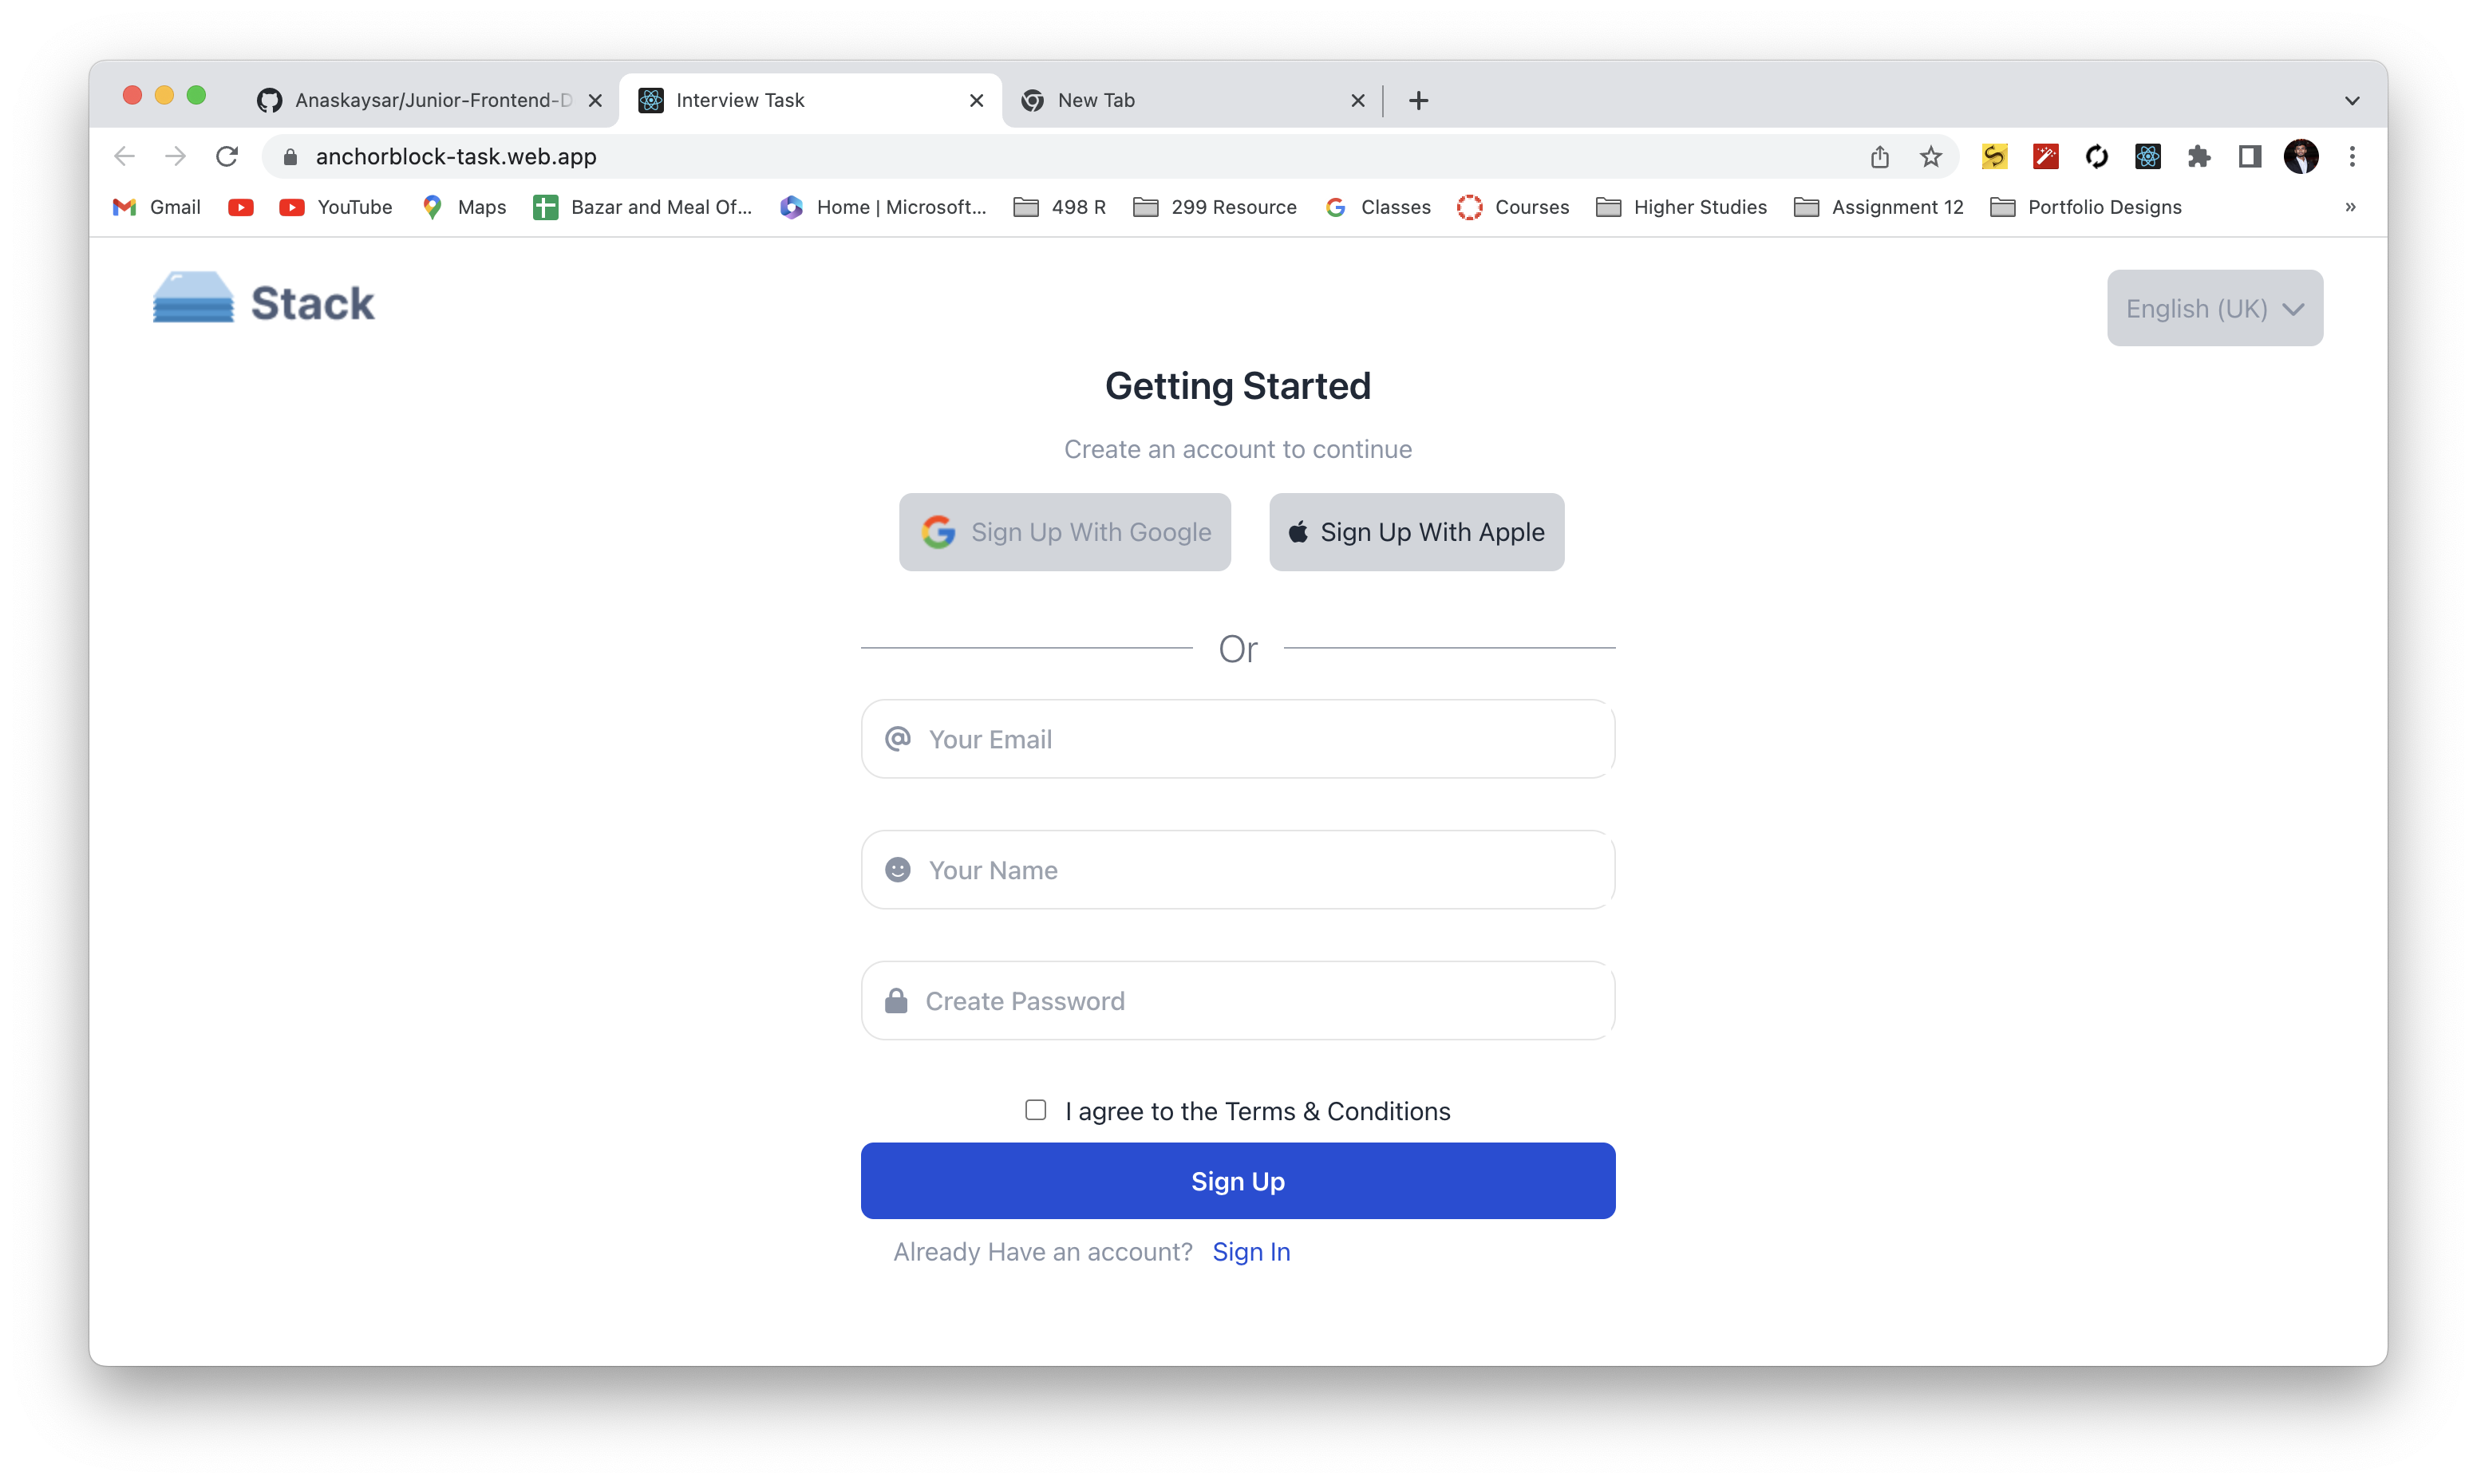 Anaskaysar/Junior-Frontend-D
Interview Task
New Tab
anchorblock-task.web.app
Gmail
YouTube
Maps
Bazar and Meal Of...
Home | Microsoft...
498 R
299 Resource
Classes
Courses
Higher Studies
Assignment 12
Portfolio Designs
»
Stack
English (UK)
Getting Started
Create an account to continue
Sign Up With Google
Sign Up With Apple
Or
Your Email
Your Name
Create Password
I agree to the Terms & Conditions
Sign Up
Already Have an account? Sign In